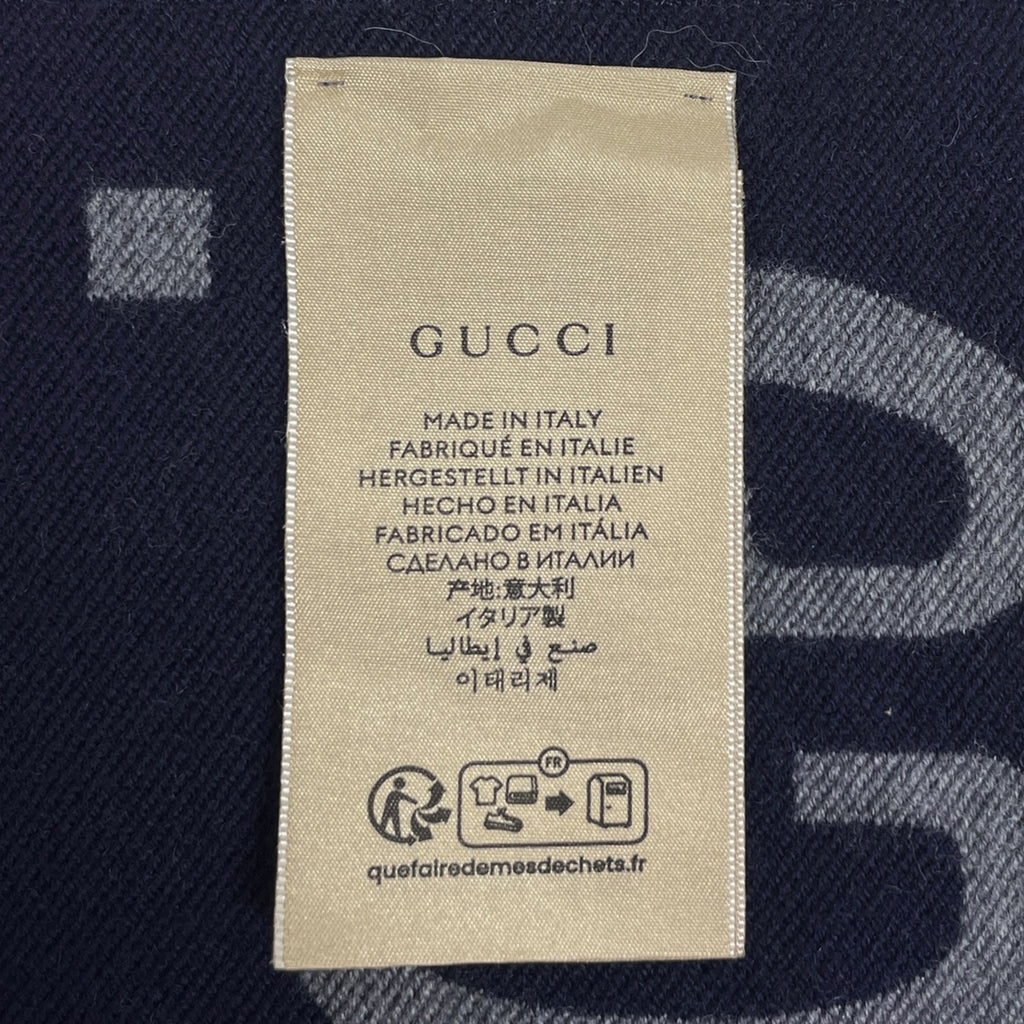 GUCCI
MADE IN ITALY
FABRIQUÉ EN ITALIE
HERGESTELLT IN ITALIEN
HECHO EN ITALIA
FABRICADO EM ITÁLIA
СДЕЛАНО В ИТАЛИИ
产地:意大利
イタリア製
صنع في إيطاليا
이태리제
FR
quefairedemesdechets.fr